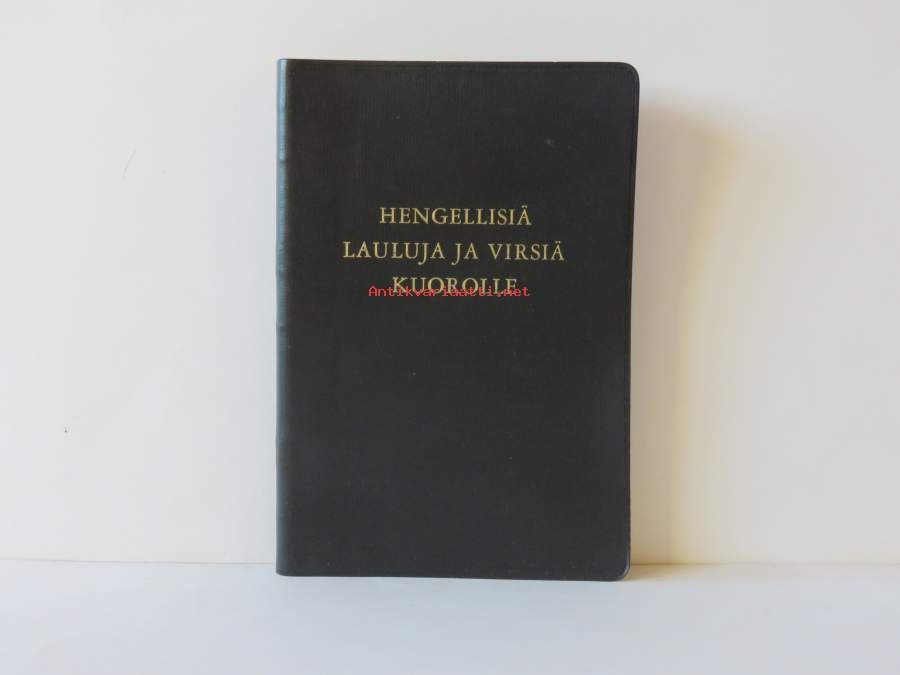 HENGELLISIÄ
LAULUJA JA VIRSIÄ
KUOROLLE
Antikvariaatti.net